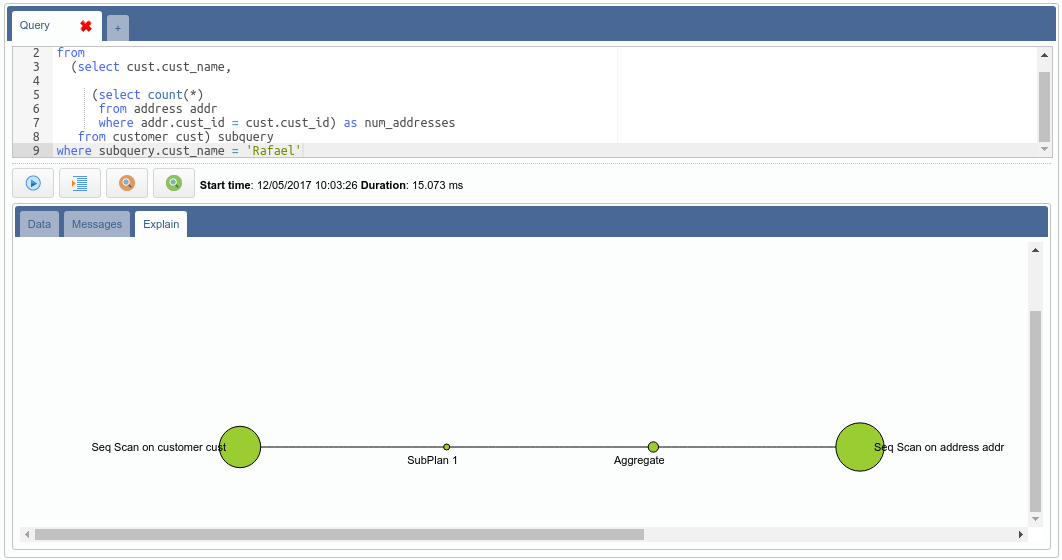 Query
+
2 from
3 (select cust.cust_name,
4
5 (select count(*)
6 from address addr
7 where addr.cust_id = cust.cust_id) as num_addresses
8 from customer cust) subquery
9 where subquery.cust_name = 'Rafael'
Start time: 12/05/2017 10:03:26 Duration: 15.073 ms
Data Messages Explain
Seq Scan on customer cust
Seq Scan on address addr
SubPlan 1 Aggregate